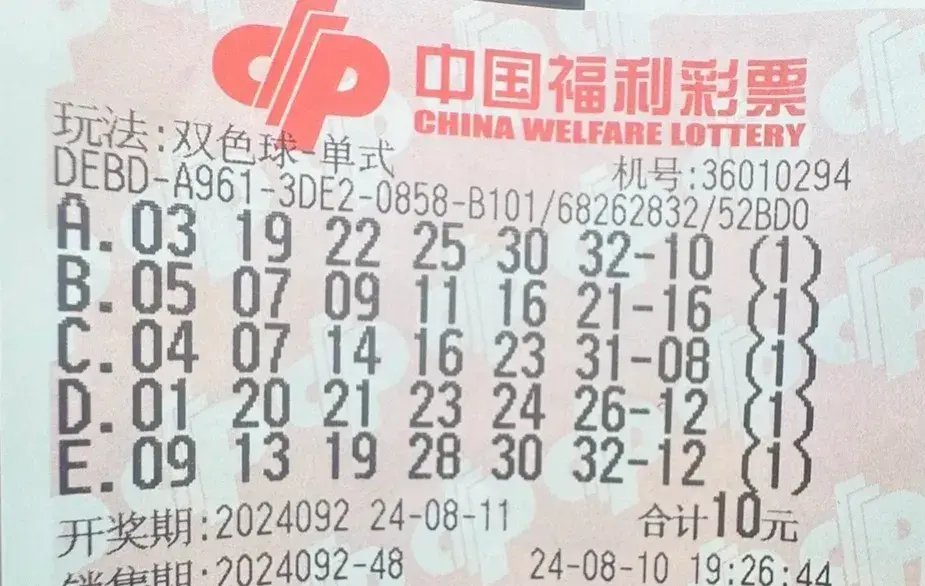 中国福利彩票
CHINA WELFARE LOTTERY
玩法:双色球-单式 机号:36010294
DEBD-A961-3DE2-0858-B101/68262832/52BD0
A.03 19 22 25 30 32-10 (1)
B.05 07 09 11 16 21-16 (1)
C.04 07 14 16 23 31-08 (1)
D.01 20 21 23 24 26-12 (1)
E.09 13 19 28 30 32-12 (1)
开奖期:2024092 24-08-11 合计10元
销售期:2024092-48 24-08-10 19:26:44